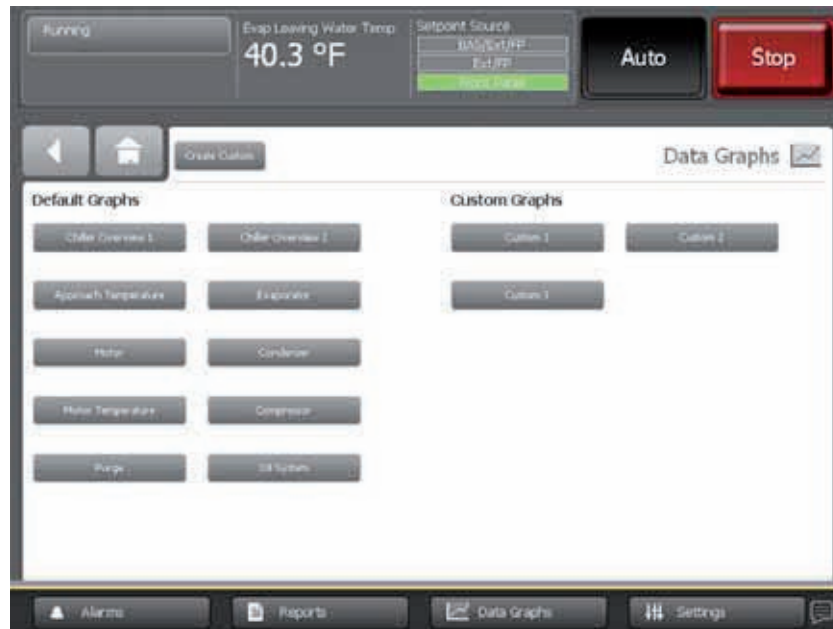 Running
Evap Leaving Water Temp
40.3 °F
Setpoint Source
BAS/Ext/FP
Ext/FP
Front Panel
Auto
Stop
Create Custom
Data Graphs
Default Graphs
Custom Graphs
Chiller Overview 1
Chiller Overview 2
Custom 1
Custom 2
Approach Temperature
Evaporator
Custom 3
Motor
Condenser
Motor Temperature
Compressor
Purge
Oil System
Alarms
Reports
Data Graphs
Settings